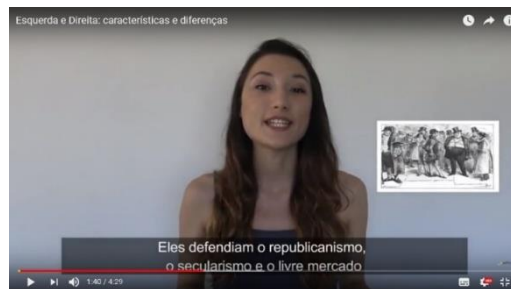 Esquerda e Direita: características e diferenças
Eles defendiam o republicanismo,
o secularismo e o livre mercado
1:40 / 4:29